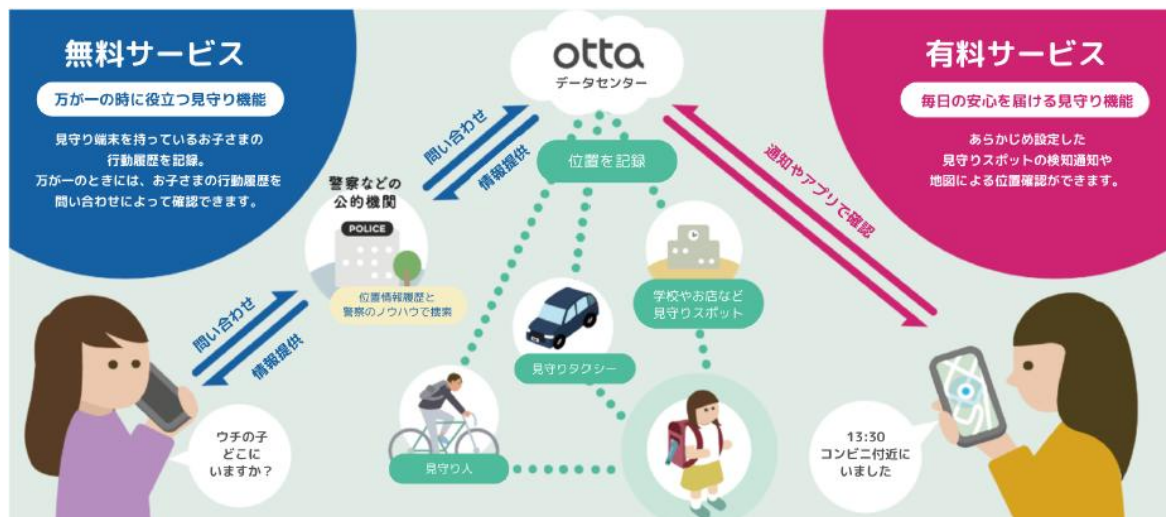 無料サービス
万が一の時に役立つ見守り機能
見守り端末を持っているお子さまの
行動履歴を記録。
万が一のときには、お子さまの行動履歴を
問い合わせによって確認できます。
otta
データセンター
有料サービス
毎日の安心を届ける見守り機能
あらかじめ設定した
見守りスポットの検知通知や
地図による位置確認ができます。
問い合わせ
情報提供
位置を記録
通知やアプリで確認
警察などの
公的機関
POLICE
位置情報履歴と
警察のノウハウで捜索
学校やお店など
見守りスポット
問い合わせ
情報提供
見守りタクシー
見守り人
ウチの子
どこに
いますか?
13:30
コンビニ付近に
いました